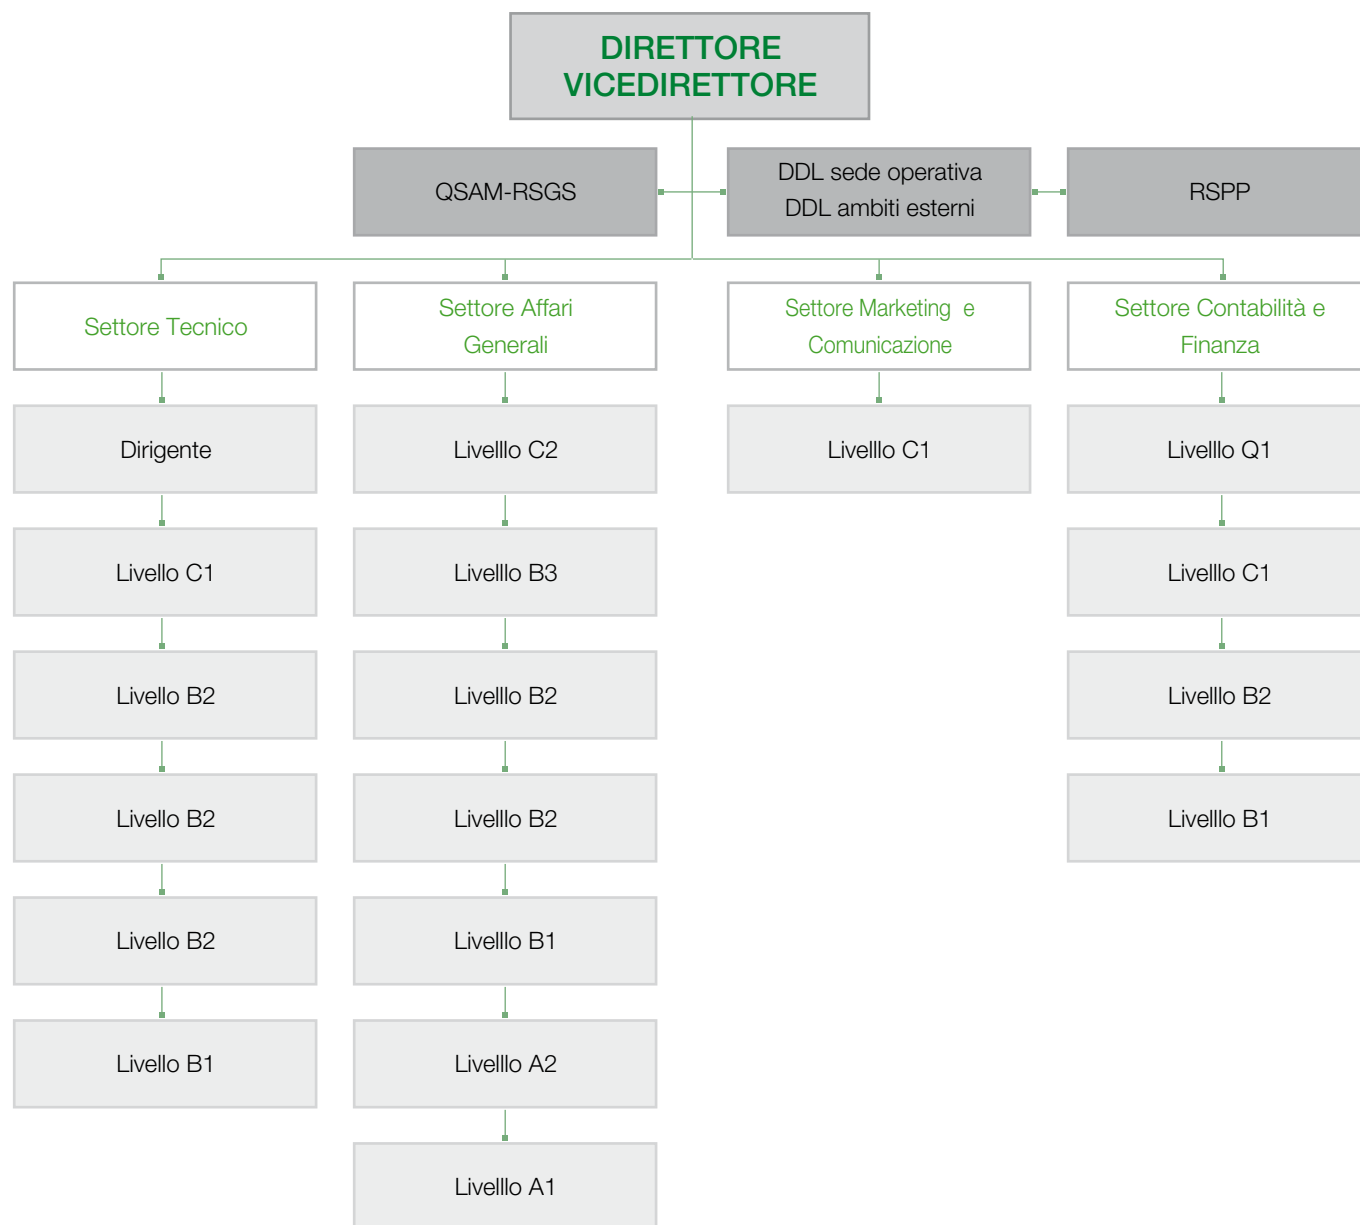 DIRETTORE
VICEDIRETTORE
QSAM-RSGS
DDL sede operativa
DDL ambiti esterni
RSPP
Settore Tecnico
Settore Affari
Generali
Settore Marketing e
Comunicazione
Settore Contabilità e
Finanza
Dirigente
Livelllo C2
Livelllo C1
Livelllo Q1
Livello C1
Livelllo B3
Livelllo C1
Livello B2
Livelllo B2
Livelllo B2
Livello B2
Livelllo B2
Livelllo B1
Livello B2
Livelllo B1
Livello B1
Livelllo A2
Livelllo A1